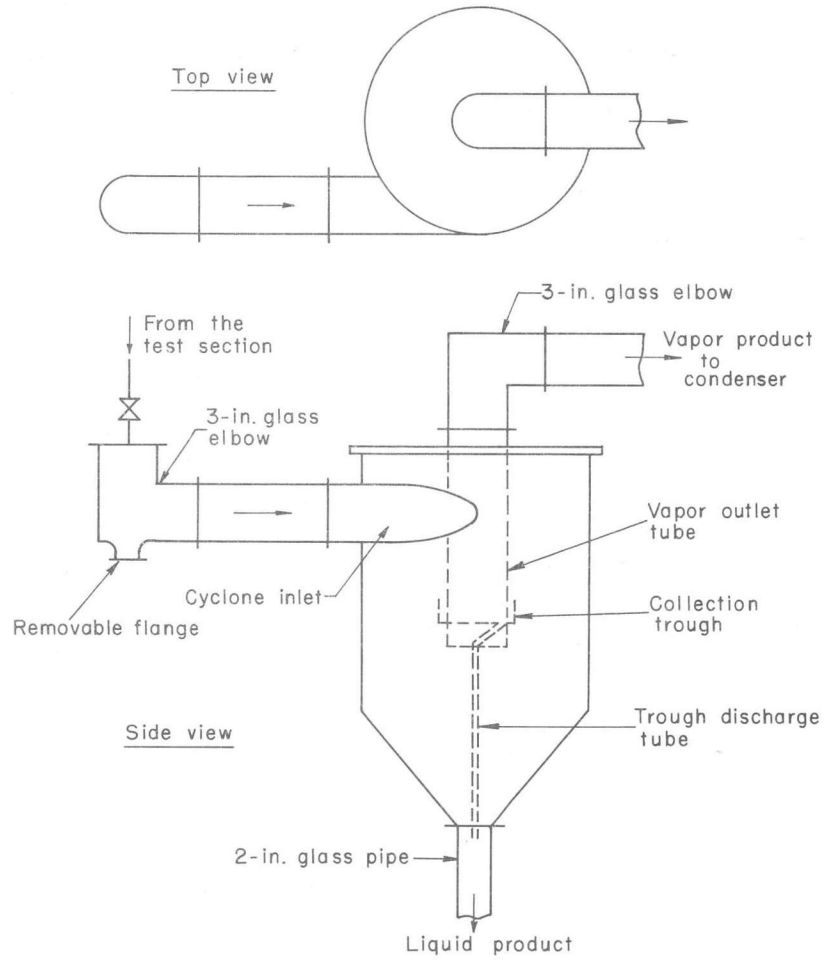 Top view
3-in. glass elbow
From the
test section
Vapor product
to
condenser
3-in. glass
elbow
Vapor outlet
tube
Cyclone inlet
Collection
trough
Removable flange
Trough discharge
tube
Side view
2-in. glass pipe
Liquid product